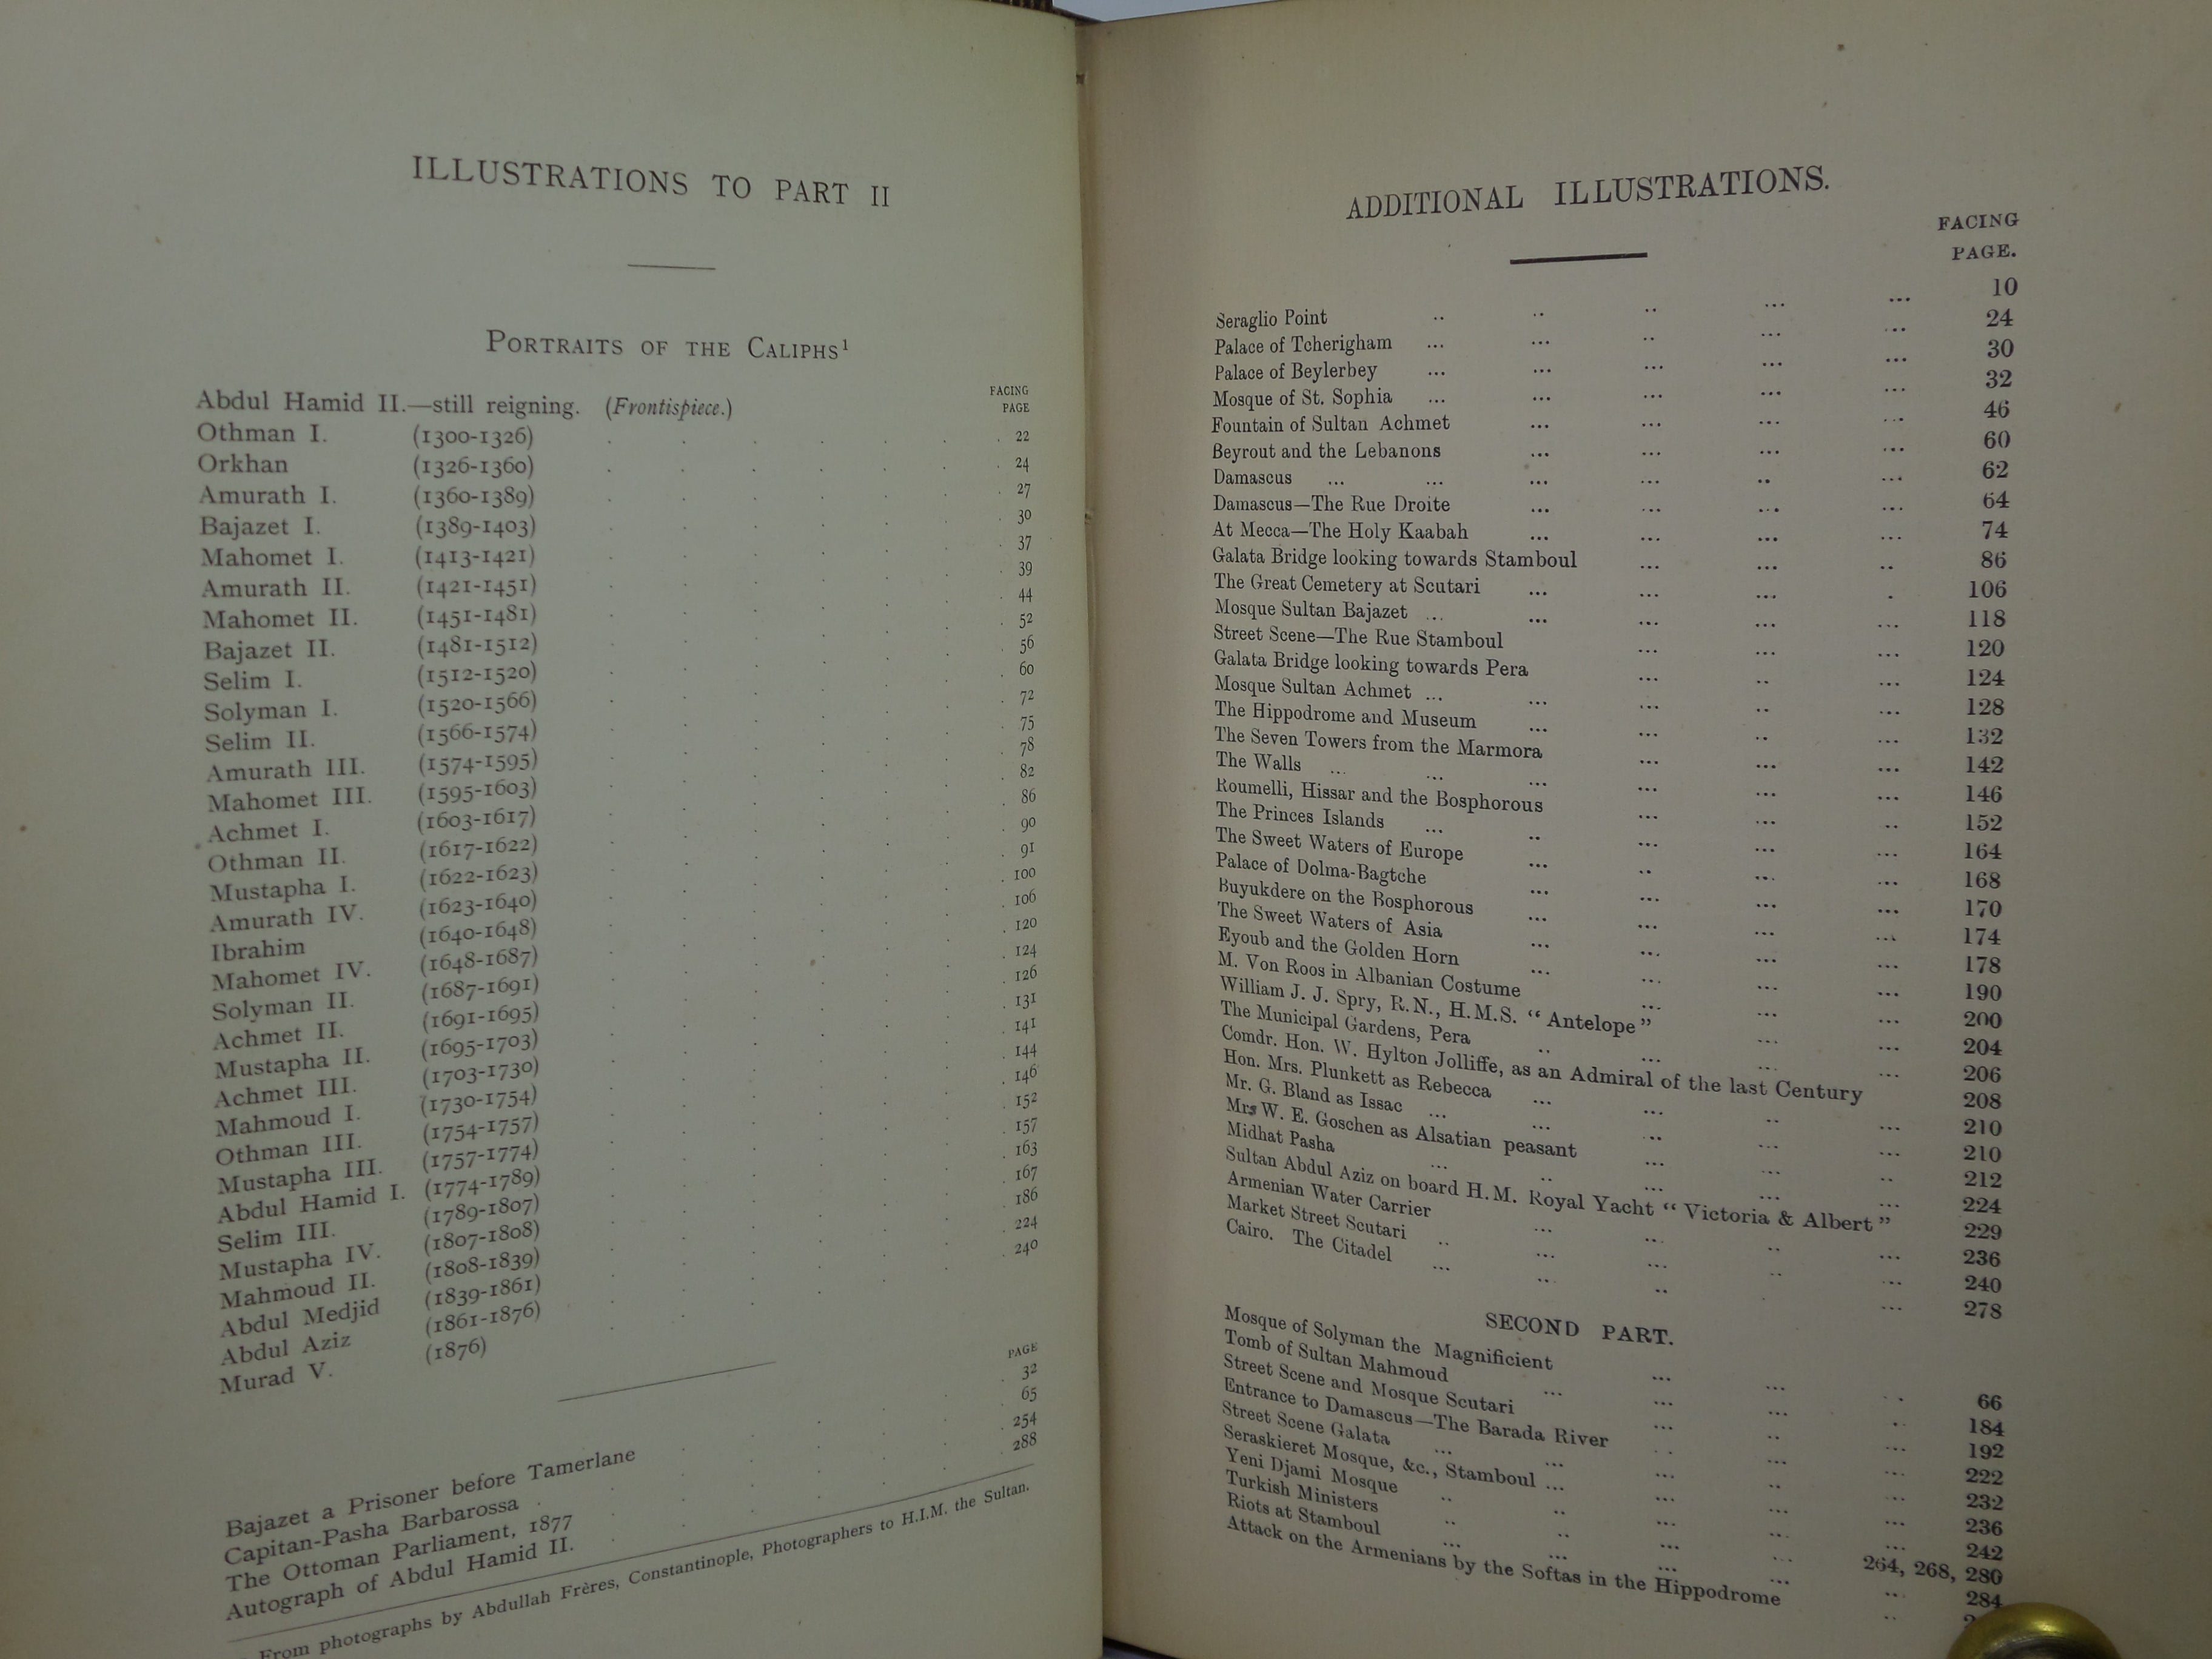 ILLUSTRATIONS TO PART II
PORTRAITS OF THE CALIPHS¹
FACING
PAGE
Abdul Hamid II.—still reigning. (Frontispiece.)
Othman I. (1300-1326) . . . . . . 22
Orkhan (1326-1360) . . . . . . 24
Amurath I. (1360-1389) . . . . . . 27
Bajazet I. (1389-1403) . . . . . . 30
Mahomet I. (1413-1421) . . . . . . 37
Amurath II. (1421-1451) . . . . . . 39
Mahomet II. (1451-1481) . . . . . . 44
Bajazet II. (1481-1512) . . . . . . 52
Selim I. (1512-1520) . . . . . . 56
Solyman I. (1520-1566) . . . . . . 60
Selim II. (1566-1574) . . . . . . 72
Amurath III. (1574-1595) . . . . . . 75
Mahomet III. (1595-1603) . . . . . . 78
Achmet I. (1603-1617) . . . . . . 82
Othman II. (1617-1622) . . . . . . 86
Mustapha I. (1622-1623) . . . . . . 90
Amurath IV. (1623-1640) . . . . . . 91
Ibrahim (1640-1648) . . . . . . 100
Mahomet IV. (1648-1687) . . . . . . 106
Solyman II. (1687-1691) . . . . . . 120
Achmet II. (1691-1695) . . . . . . 124
Mustapha II. (1695-1703) . . . . . . 126
Achmet III. (1703-1730) . . . . . . 131
Mahmoud I. (1730-1754) . . . . . . 141
Othman III. (1754-1757) . . . . . . 144
Mustapha III. (1757-1774) . . . . . . 146
Abdul Hamid I. (1774-1789) . . . . . . 152
Selim III. (1789-1807) . . . . . . 157
Mustapha IV. (1807-1808) . . . . . . 163
Mahmoud II. (1808-1839) . . . . . . 167
Abdul Medjid (1839-1861) . . . . . . 186
Abdul Aziz (1861-1876) . . . . . . 224
Murad V. (1876) . . . . . . 240
PAGE
Bajazet a Prisoner before Tamerlane . . . . 32
Capitan-Pasha Barbarossa . . . . . 65
The Ottoman Parliament, 1877 . . . . . 254
Autograph of Abdul Hamid II. . . . . . 288
From photographs by Abdullah Frères, Constantinople, Photographers to H.I.M. the Sultan.
ADDITIONAL ILLUSTRATIONS.
FACING
PAGE.
Seraglio Point ... ... ... ... ... 10
Palace of Tcherigham ... ... ... ... ... 24
Palace of Beylerbey ... ... ... ... ... 30
Mosque of St. Sophia ... ... ... ... ... 32
Fountain of Sultan Achmet ... ... ... ... 46
Beyrout and the Lebanons ... ... ... ... 60
Damascus ... ... ... ... ... ... 62
Damascus—The Rue Droite ... ... ... ... 64
At Mecca—The Holy Kaabah ... ... ... ... 74
Galata Bridge looking towards Stamboul ... ... ... 86
The Great Cemetery at Scutari ... ... ... ... 106
Mosque Sultan Bajazet ... ... ... ... ... 118
Street Scene—The Rue Stamboul ... ... ... 120
Galata Bridge looking towards Pera ... ... ... 124
Mosque Sultan Achmet ... ... ... ... ... 128
The Hippodrome and Museum ... ... ... ... 132
The Seven Towers from the Marmora ... ... ... 142
The Walls ... ... ... ... ... ... 146
Roumelli, Hissar and the Bosphorous ... ... ... 152
The Princes Islands ... ... ... ... ... 164
The Sweet Waters of Europe ... ... ... ... 168
Palace of Dolma-Bagtche ... ... ... ... 170
Buyukdere on the Bosphorous ... ... ... ... 174
The Sweet Waters of Asia ... ... ... ... 178
Eyoub and the Golden Horn ... ... ... ... 190
M. Von Roos in Albanian Costume ... ... ... 200
William J. J. Spry, R.N., H.M.S. “Antelope” ... ... 204
The Municipal Gardens, Pera ... ... ... ... 206
Comdr. Hon. W. Hylton Jolliffe, as an Admiral of the last Century 208
Hon. Mrs. Plunkett as Rebecca ... ... ... ... 210
Mr. G. Bland as Issac ... ... ... ... ... 210
Mrs W. E. Goschen as Alsatian peasant ... ... ... 212
Midhat Pasha ... ... ... ... ... 224
Sultan Abdul Aziz on board H.M. Royal Yacht “Victoria & Albert” 229
Armenian Water Carrier ... ... ... ... 236
Market Street Scutari ... ... ... ... ... 240
Cairo. The Citadel ... ... ... ... ... 278
SECOND PART.
Mosque of Solyman the Magnificient ... ... ... 66
Tomb of Sultan Mahmoud ... ... ... ... 184
Street Scene and Mosque Scutari ... ... ... 192
Entrance to Damascus—The Barada River ... ... ... 222
Street Scene Galata ... ... ... ... ... 232
Seraskieret Mosque, &c., Stamboul ... ... ... ... 236
Yeni Djami Mosque ... ... ... ... ... 242
Turkish Ministers ... ... ... ... 264, 268, 280
Riots at Stamboul ... ... ... ... ... 284
Attack on the Armenians by the Softas in the Hippodrome ...